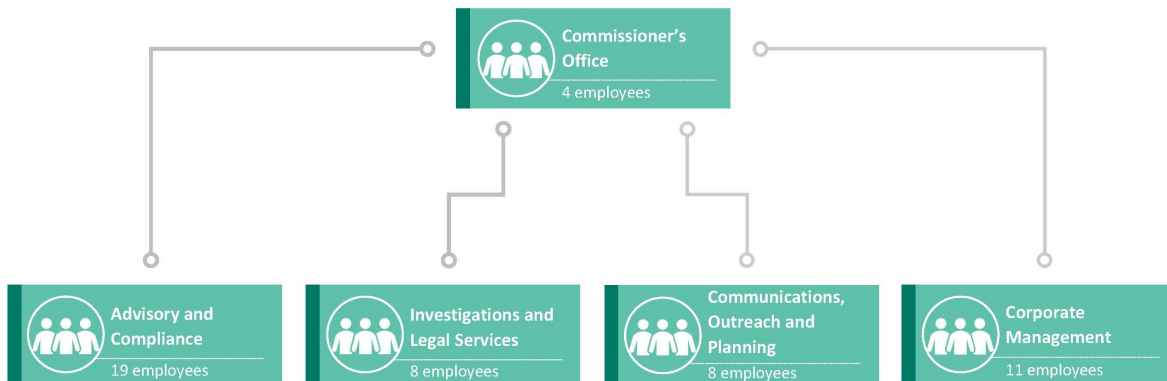 Commissioner's
Office
4 employees
Advisory and
Compliance
19 employees
Investigations and
Legal Services
8 employees
Communications,
Outreach and
Planning
8 employees
Corporate
Management
11 employees